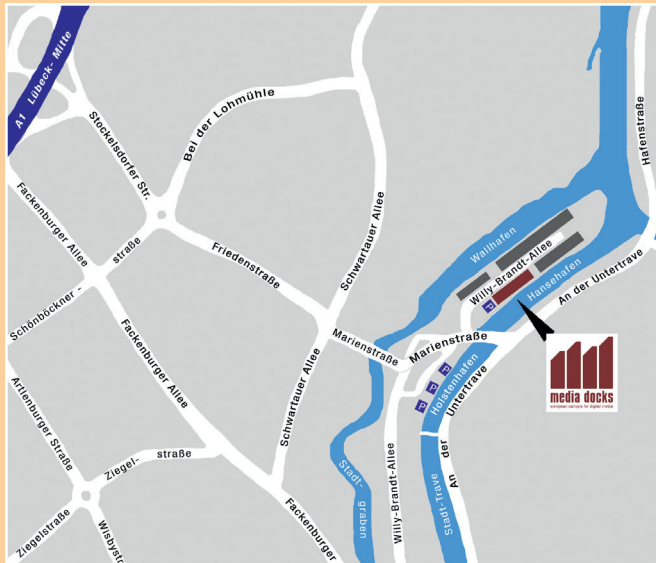 A1 Lübeck- Mitte
Stockelsdorfer Str.
Bei der Lohmühle
Fackenburger Allee
Schönböckner - straße
Friedenstraße
Schwartauer Allee
Hafenstraße
Wallhafen
Willy-Brandt-Allee
Hansehafen
An der Untertrave
P
Marienstraße
Marienstraße
Fackenburger Allee
Schwartauer Allee
P
P
P
Holstenhafen
media docks
european campus for digital media
Arnlenburger Straße
Ziegel- straße
Ziegelstraße
Wisbystr.
Fackenburger
Stadt-
graben
Willy-Brandt-Allee
Stadt-Trave
An der Untertrave